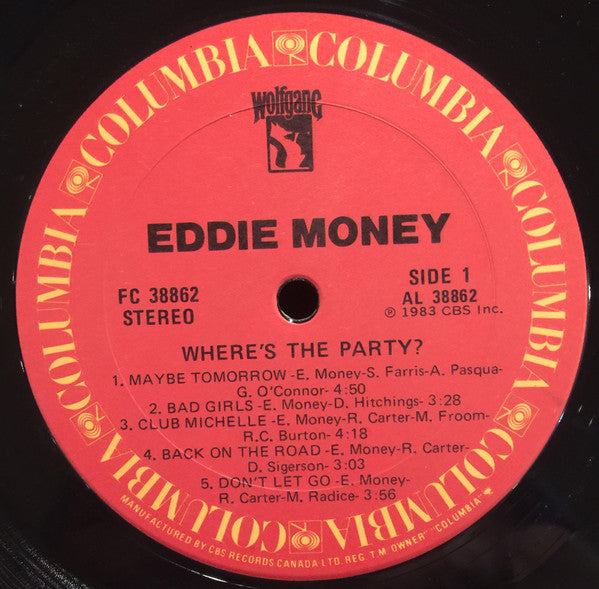 COLUMBIA COLUMBIA COLUMBIA COLUMBIA COLUMBIA COLUMBIA
wolfgang
EDDIE MONEY
FC 38862
STEREO
SIDE 1
AL 38862
℗ 1983 CBS Inc.
WHERE'S THE PARTY?
1. MAYBE TOMORROW -E. Money-S. Farris-A. Pasqua-
G. O'Connor- 4:50
2. BAD GIRLS -E. Money-D. Hitchings- 3:28
3. CLUB MICHELLE -E. Money-R. Carter-M. Froom-
R.C. Burton- 4:18
4. BACK ON THE ROAD -E. Money-R. Carter-
D. Sigerson- 3:03
5. DON'T LET GO -E. Money-
R. Carter-M. Radice- 3:56
MANUFACTURED BY CBS RECORDS CANADA LTD. REG. T.M. OWNER "COLUMBIA"